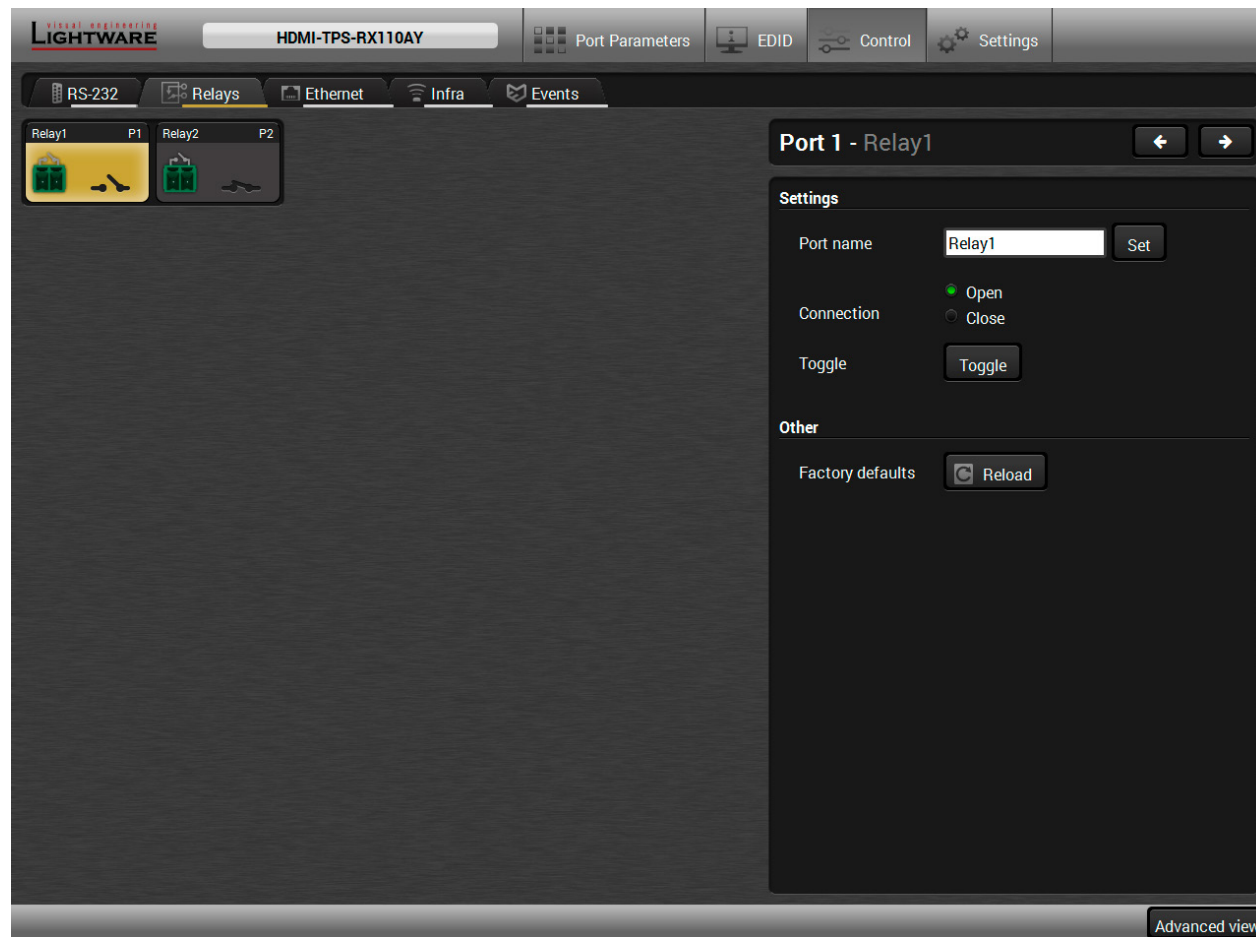 visual engineering
LIGHTWARE
HDMI-TPS-RX110AY
Port Parameters
EDID
Control
Settings
RS-232
Relays
Ethernet
Infra
Events
Relay1 P1
Relay2 P2
Port 1 - Relay1
Settings
Port name Relay1 Set
Connection
Open
Close
Toggle Toggle
Other
Factory defaults Reload
Advanced view